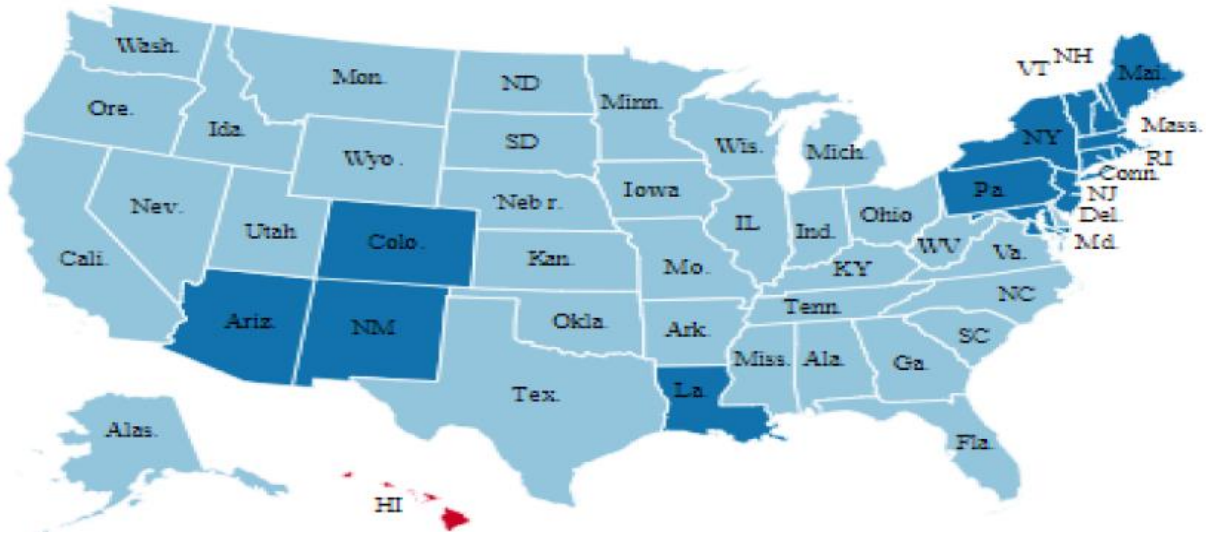 Wash.
Mon.
ND
Minn.
VT
NH
Mai.
Ore.
Ida.
SD
Wis.
Mich.
NY
Mass.
Wyo .
RI
Conn.
Nev.
Nebr.
Iowa
Pa.
NJ
Utah
Colo.
IL
Ind.
Ohio
Del.
Cali.
Kan.
Mo.
KY
WV
Va.
Md.
Ariz.
NM
Okla.
Ark.
Tenn.
NC
SC
Tex.
La.
Miss.
Ala.
Ga.
Alas.
Fla.
HI